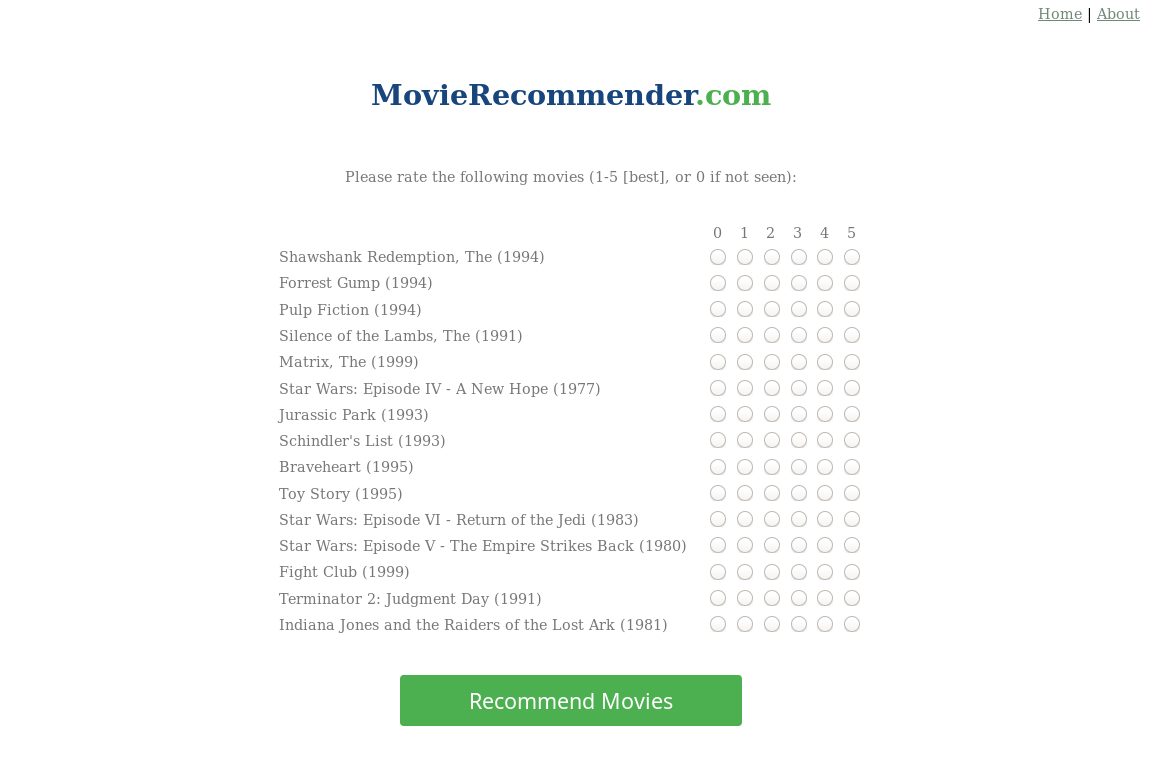 Home | About
MovieRecommender.com
Please rate the following movies (1-5 [best], or 0 if not seen):
0 1 2 3 4 5
Shawshank Redemption, The (1994)
Forrest Gump (1994)
Pulp Fiction (1994)
Silence of the Lambs, The (1991)
Matrix, The (1999)
Star Wars: Episode IV - A New Hope (1977)
Jurassic Park (1993)
Schindler's List (1993)
Braveheart (1995)
Toy Story (1995)
Star Wars: Episode VI - Return of the Jedi (1983)
Star Wars: Episode V - The Empire Strikes Back (1980)
Fight Club (1999)
Terminator 2: Judgment Day (1991)
Indiana Jones and the Raiders of the Lost Ark (1981)
Recommend Movies